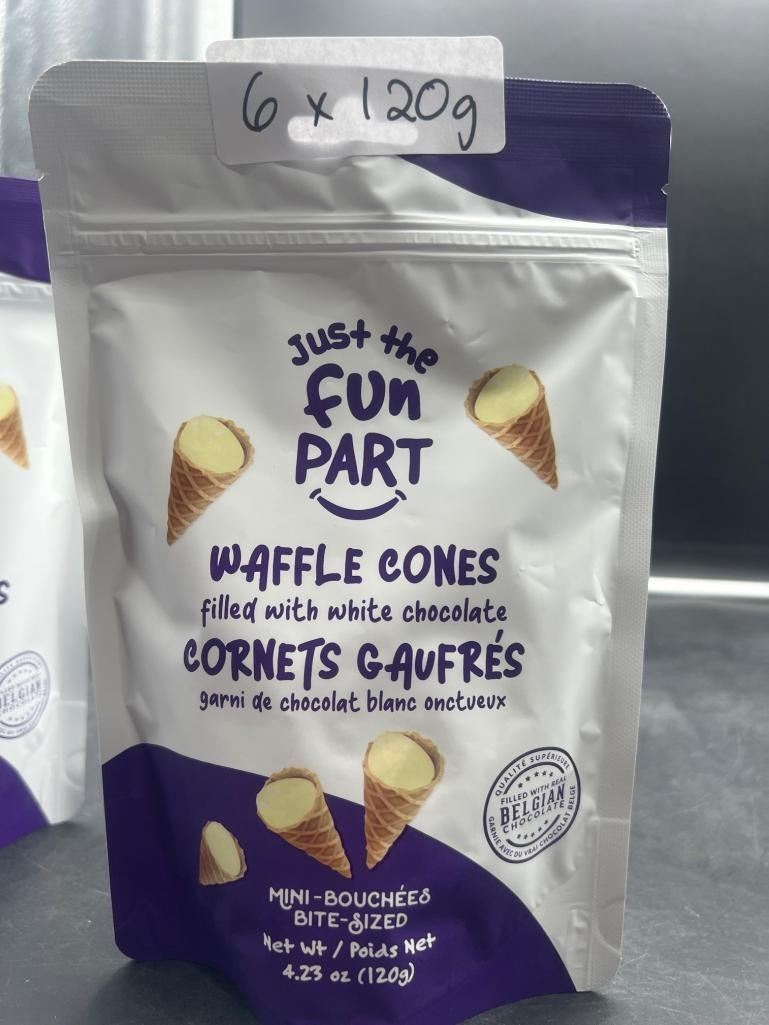 6 x 120g
Just the
fun
PART
WAFFLE CONES
filled with white chocolate
CORNETS GAUFRÉS
garni de chocolat blanc onctueux
QUALITÉ SUPÉRIEURE
FILLED WITH REAL
BELGIAN
CHOCOLATE
GARNIE AVEC DU VRAI CHOCOLAT BELGE
MINI-BOUCHÉES
BITE-SIZED
Net Wt / Poids Net
4.23 oz (120g)
S
BELGIAN